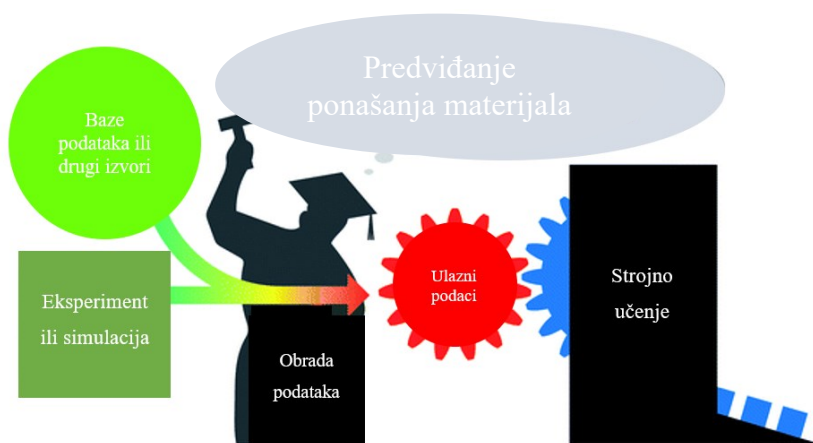 Predviđanje
ponašanja materijala
Baze
podataka ili
drugi izvori
Eksperiment
ili simulacija
Obrada
podataka
Ulazni
podaci
Strojno
učenje